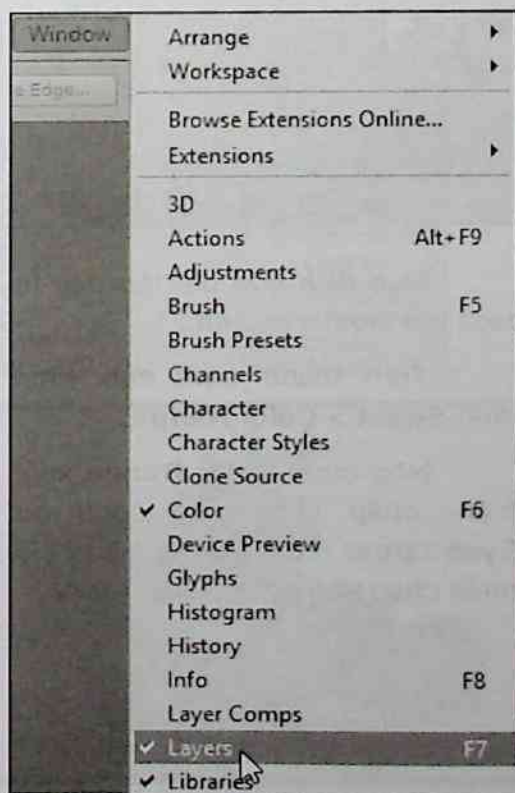 Window
e Edge...
Arrange
Workspace
Browse Extensions Online...
Extensions
3D
Actions Alt+F9
Adjustments
Brush F5
Brush Presets
Channels
Character
Character Styles
Clone Source
✓ Color F6
Device Preview
Glyphs
Histogram
History
Info F8
Layer Comps
✓ Layers F7
✓ Libraries